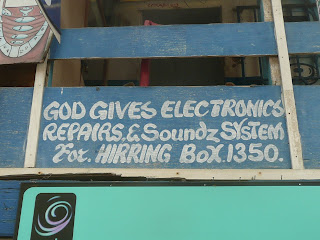 GOD GIVES ELECTRONICS
REPAIRS.&.SoundZ SYSTEM
For. HIRRING BOX.1350.